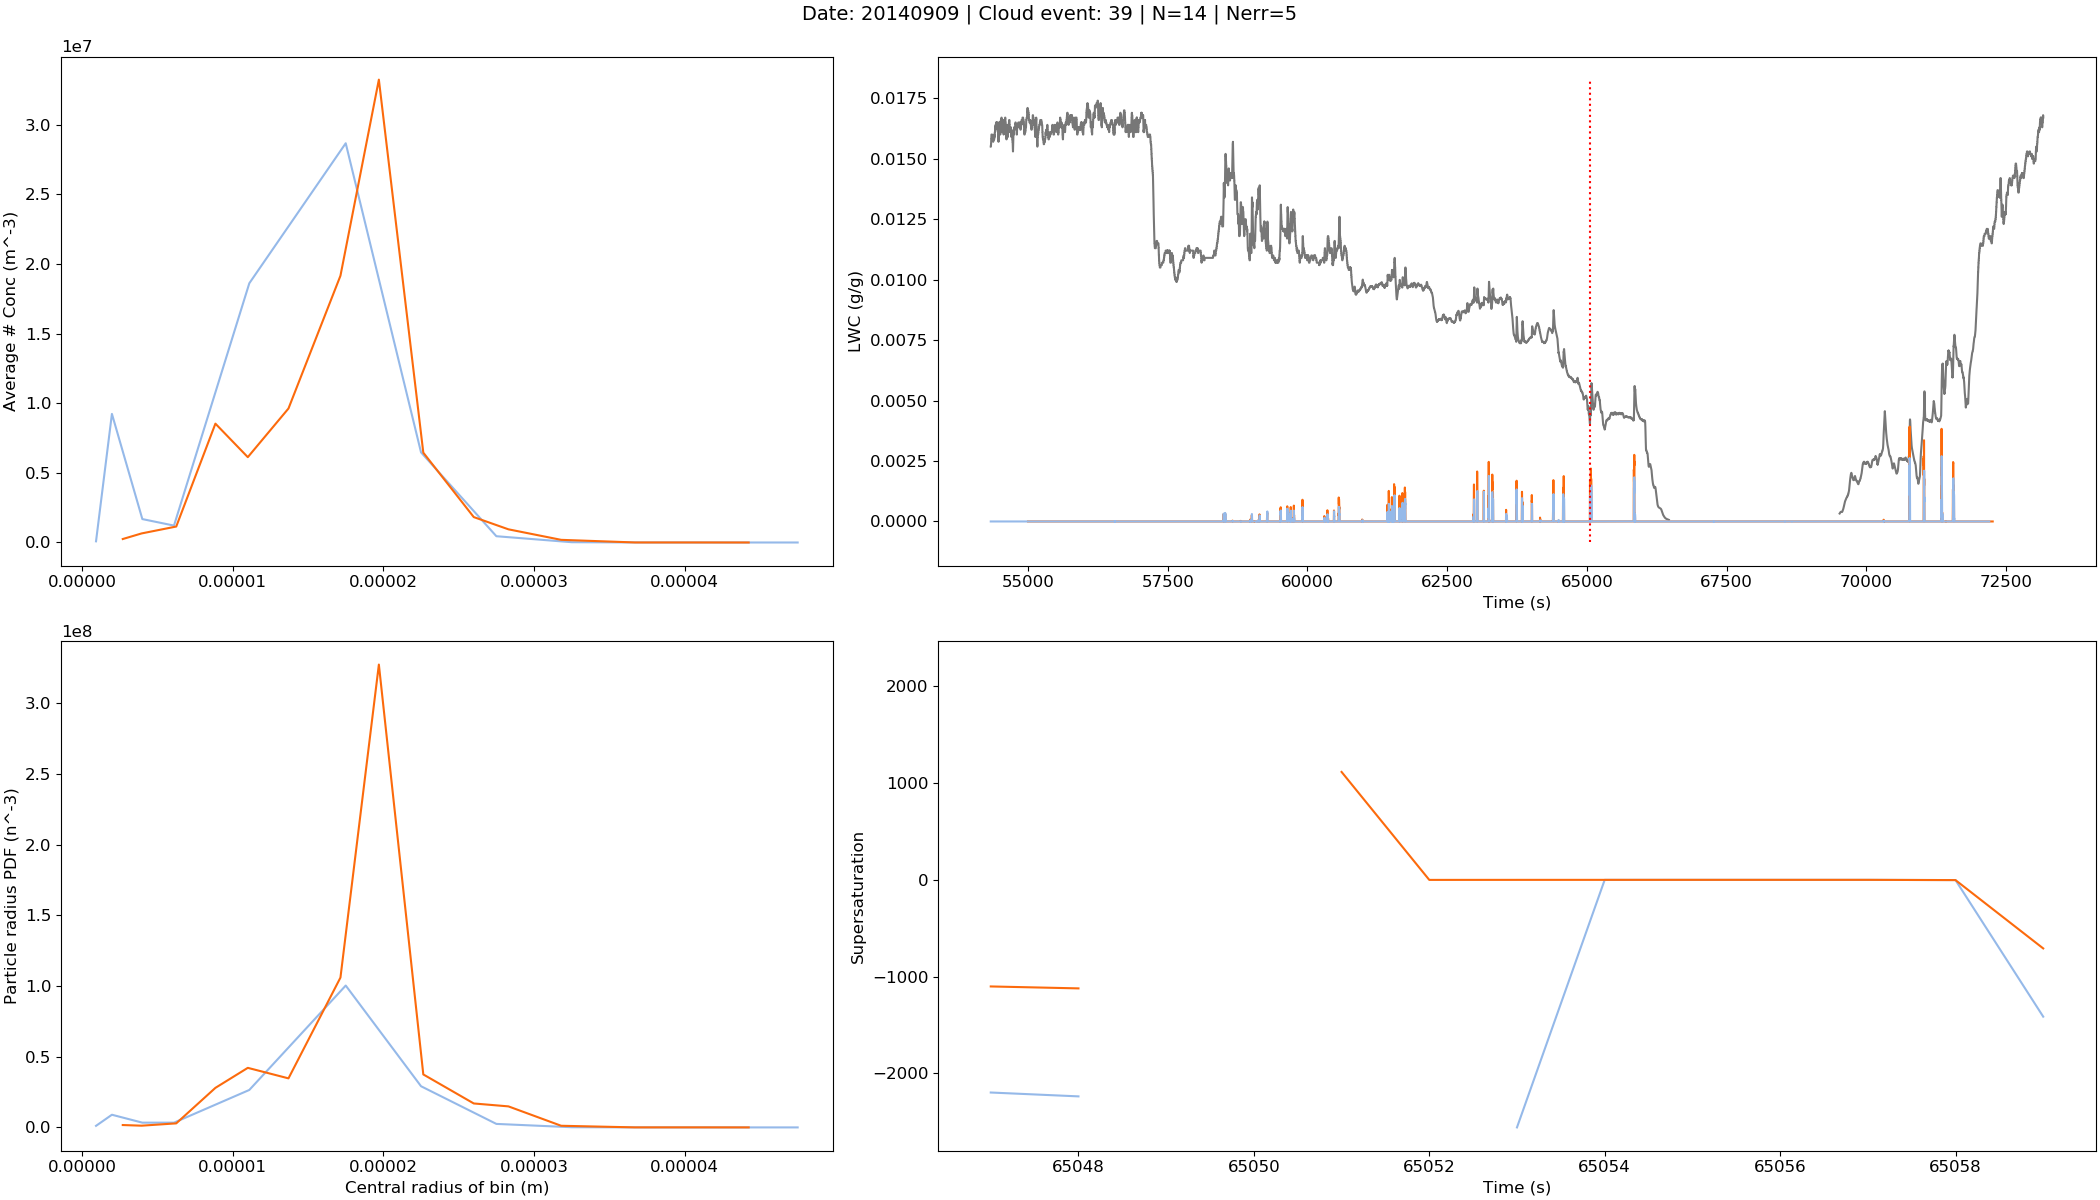 Date: 20140909 | Cloud event: 39 | N=14 | Nerr=5
1e7
Average # Conc (m^-3)
3.0
2.5
2.0
1.5
1.0
0.5
0.0
0.00000 0.00001 0.00002 0.00003 0.00004
LWC (g/g)
0.0175
0.0150
0.0125
0.0100
0.0075
0.0050
0.0025
0.0000
55000 57500 60000 62500 65000 67500 70000 72500
Time (s)
1e8
Particle radius PDF (n^-3)
3.0
2.5
2.0
1.5
1.0
0.5
0.0
0.00000 0.00001 0.00002 0.00003 0.00004
Central radius of bin (m)
Supersaturation
2000
1000
0
−1000
−2000
65048 65050 65052 65054 65056 65058
Time (s)